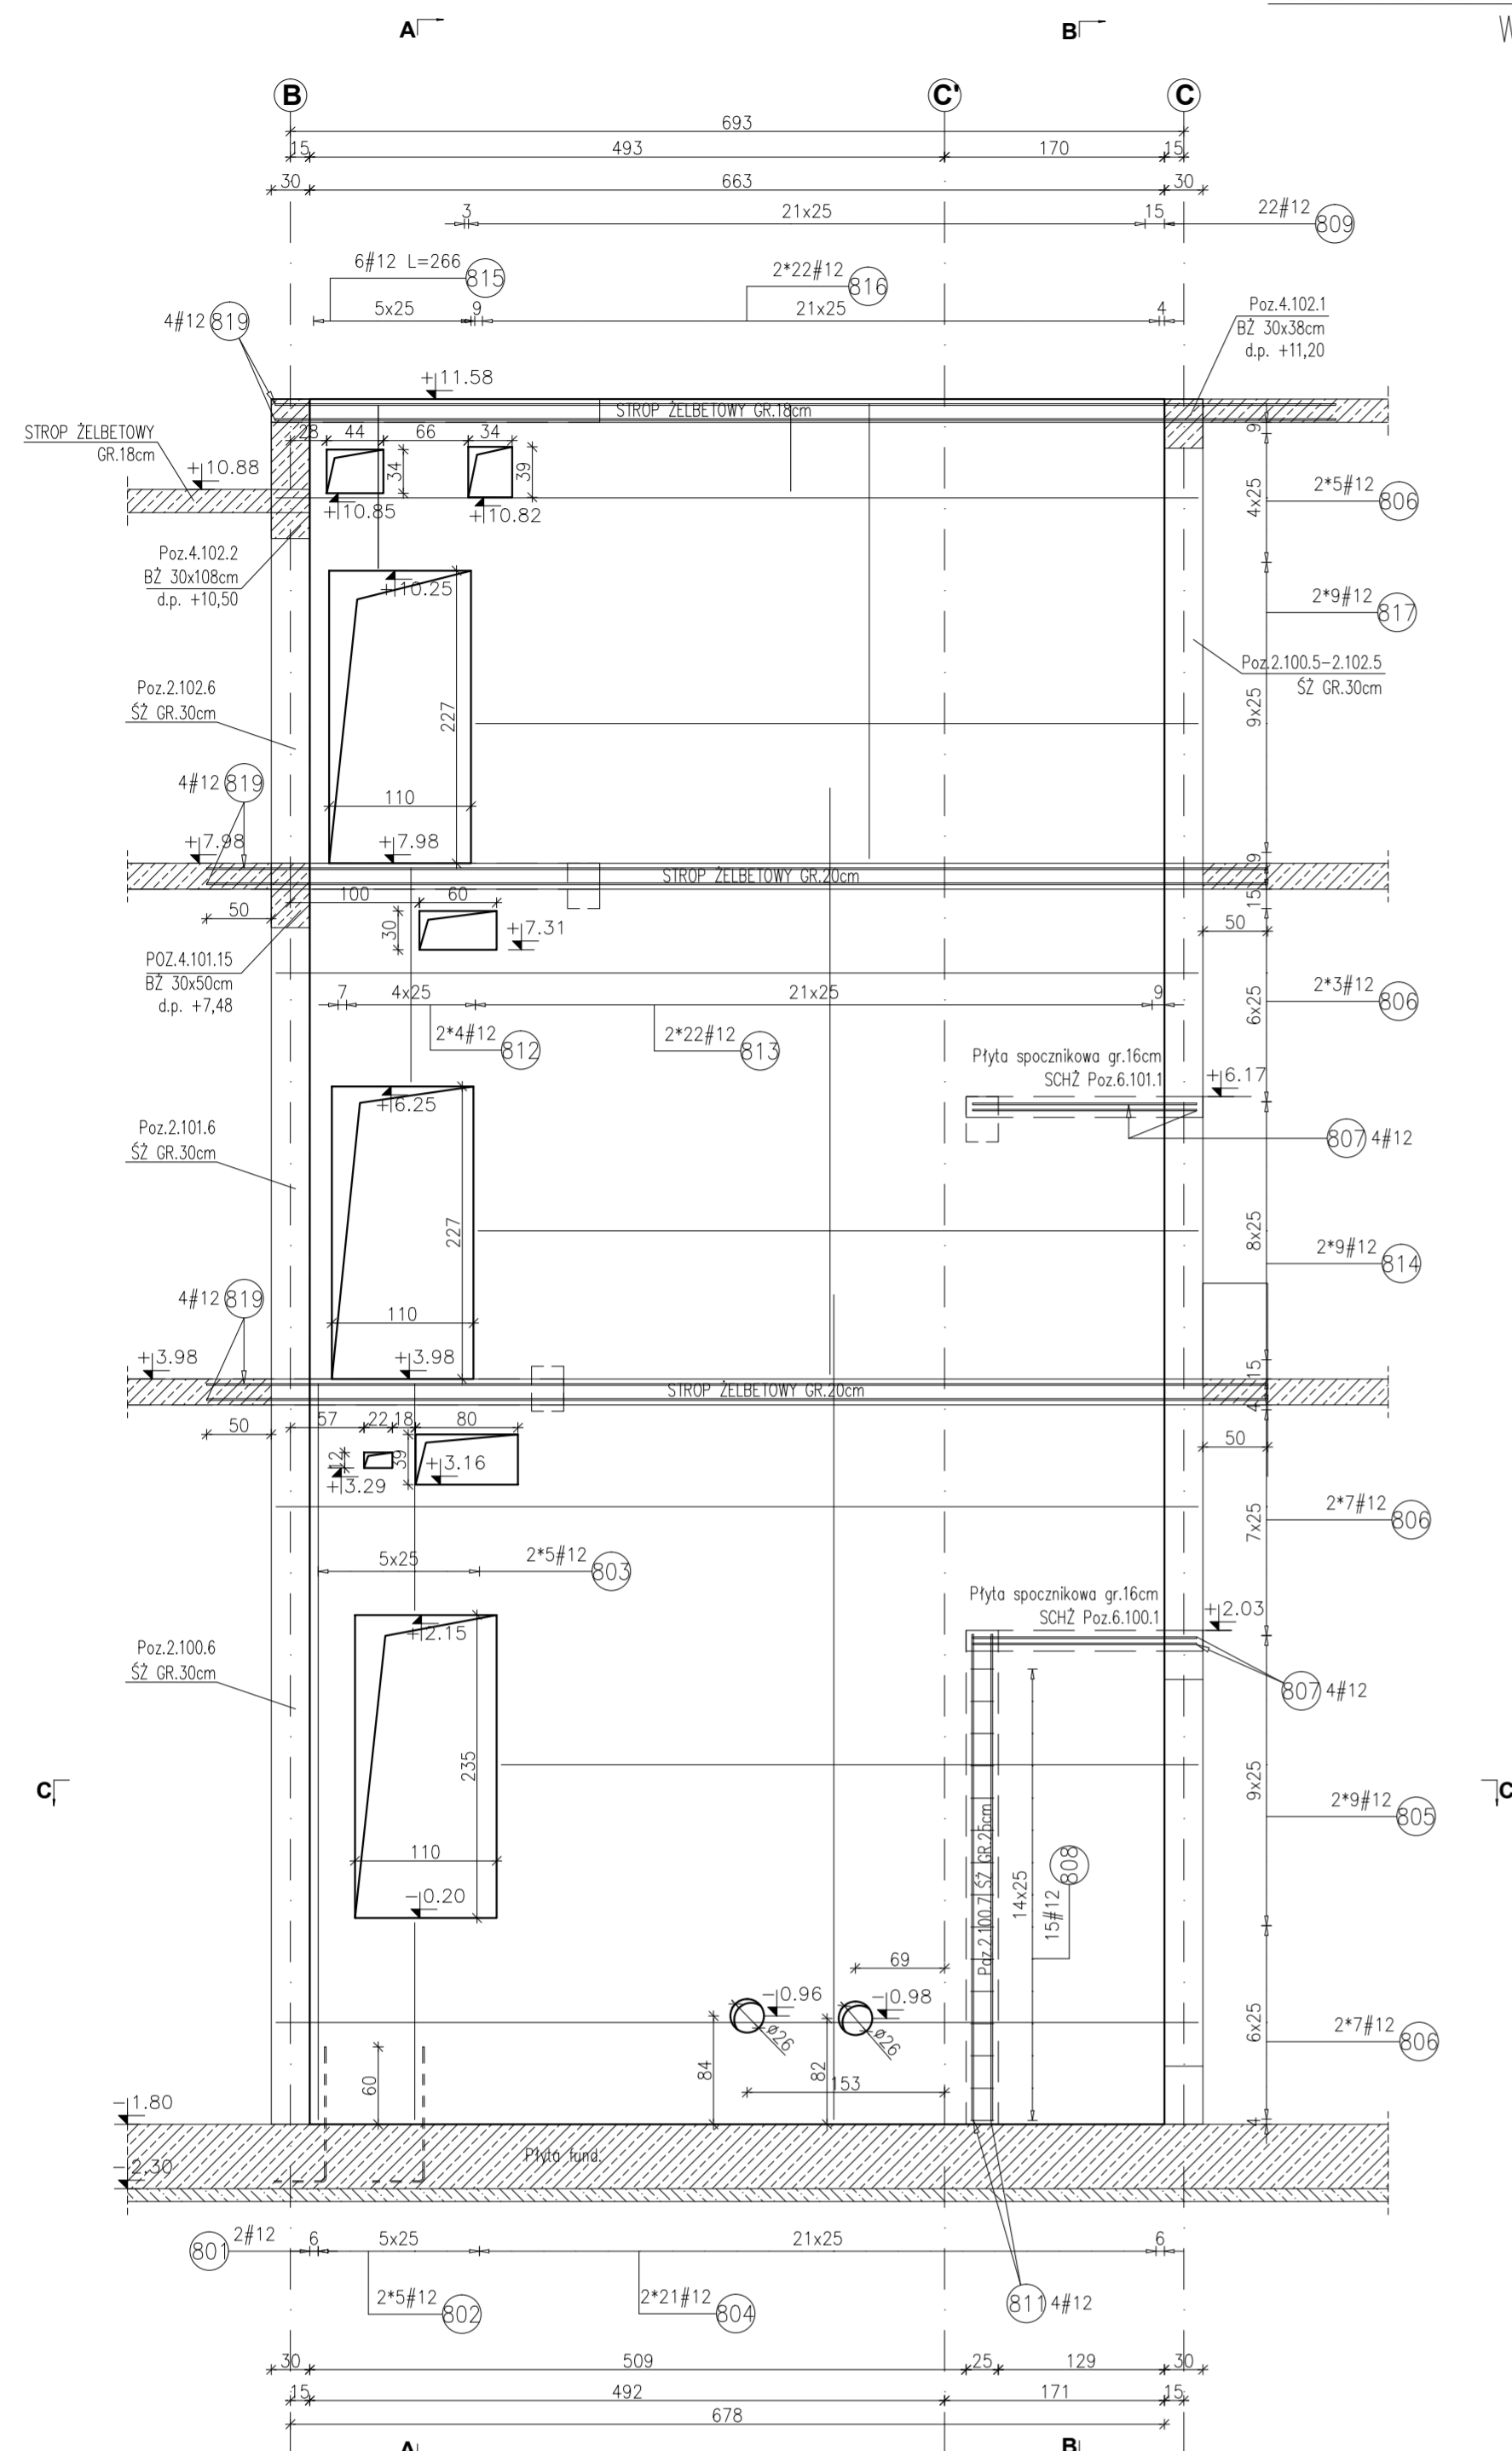 A
B
W
B
C'
C
693
15
493
170
15
30
663
30
3
21x25
15
22#12
809
6#12 L=266
815
2*22#12
816
5x25
9
21x25
4
4#12
819
Poz.4.102.1
BŻ 30x38cm
d.p. +11,20
+11.58
STROP ŻELBETOWY GR.18cm
STROP ŻELBETOWY
GR.18cm
+10.88
28
44
66
34
34
39
+10.85
+10.82
9
4x25
2*5#12
806
Poz.4.102.2
BŻ 30x108cm
d.p. +10,50
+10.25
2*9#12
817
Poz.2.100.5-2.102.5
ŚŻ GR.30cm
Poz.2.102.6
ŚŻ GR.30cm
227
9x25
110
4#12
819
+7.98
+7.98
STROP ŻELBETOWY GR.20cm
9
15
50
100
60
30
+7.31
50
POZ.4.101.15
BŻ 30x50cm
d.p. +7,48
7
4x25
21x25
9
2*4#12
812
2*22#12
813
6x25
2*3#12
806
Płyta spocznikowa gr.16cm
SCHŻ Poz.6.101.1
+6.17
+6.25
807
4#12
Poz.2.101.6
ŚŻ GR.30cm
227
8x25
2*9#12
814
110
4#12
819
+3.98
+3.98
STROP ŻELBETOWY GR.20cm
15
4
50
57
22
18
80
12
39
+3.29
+3.16
50
7x25
2*7#12
806
5x25
2*5#12
803
Płyta spocznikowa gr.16cm
SCHŻ Poz.6.100.1
+2.03
+2.15
Poz.2.100.6
ŚŻ GR.30cm
807
4#12
235
110
-0.20
C
C
9x25
2*9#12
805
Poz.2.100.7 ŚŻ GR.25cm
14x25
15#12
808
69
-0.96
-0.98
ø26
ø26
84
82
153
60
6x25
2*7#12
806
4
-1.80
Płyta fund.
-2,30
801
2#12
6
5x25
21x25
6
2*5#12
802
2*21#12
804
811
4#12
30
509
25
129
30
15
492
171
15
678
A
B